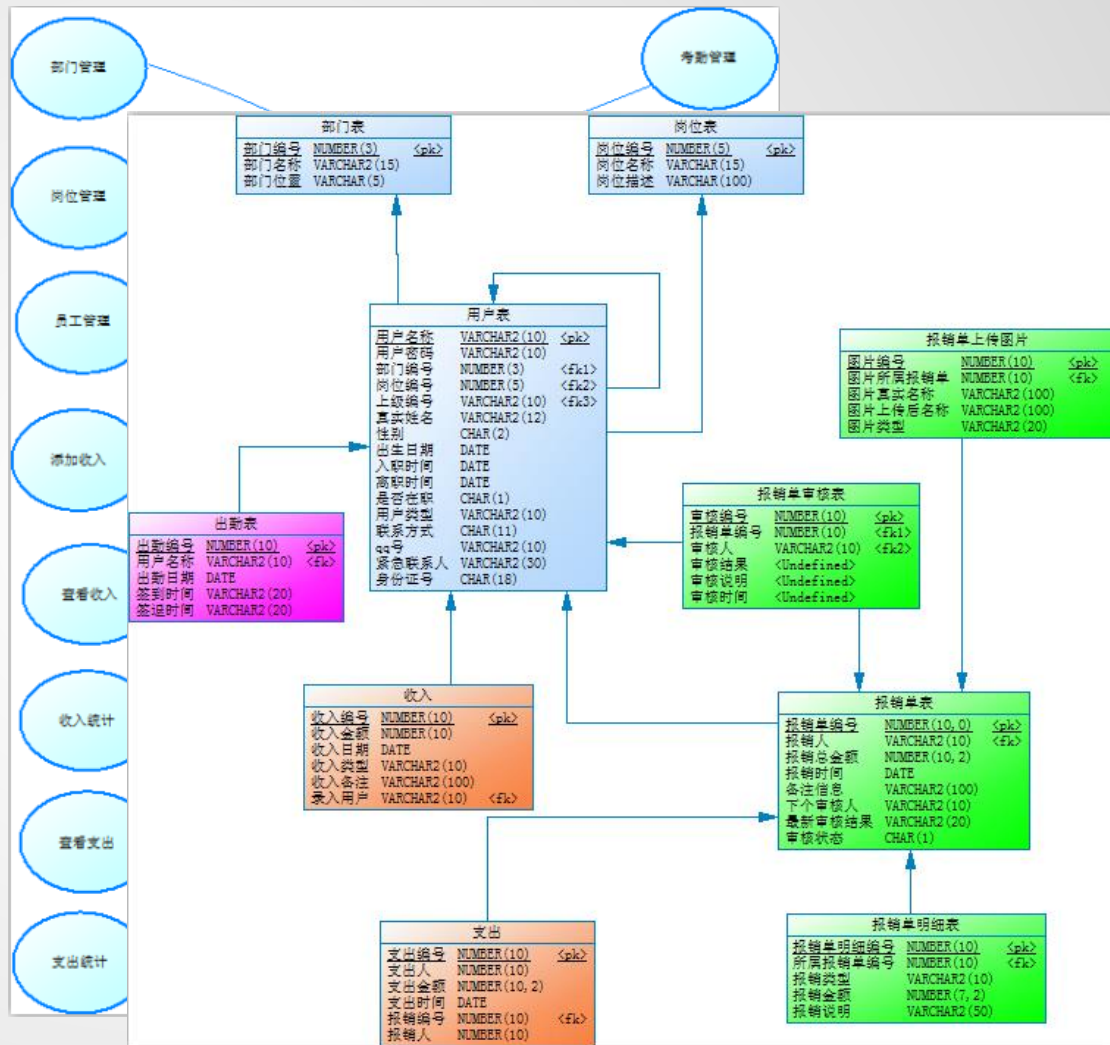 部门管理
考勤管理
岗位管理
员工管理
添加收入
查看收入
收入统计
查看支出
支出统计
部门表
部门编号 NUMBER(3) <pk>
部门名称 VARCHAR2(15)
部门位置 VARCHAR(5)
岗位表
岗位编号 NUMBER(5) <pk>
岗位名称 VARCHAR(15)
岗位描述 VARCHAR(100)
用户表
用户名称 VARCHAR2(10) <pk>
用户密码 VARCHAR2(10)
部门编号 NUMBER(3) <fk1>
岗位编号 NUMBER(5) <fk2>
上级编号 VARCHAR2(10) <fk3>
真实姓名 VARCHAR2(12)
性别 CHAR(2)
出生日期 DATE
入职时间 DATE
离职时间 DATE
是否在职 CHAR(1)
用户类型 VARCHAR2(10)
联系方式 CHAR(11)
qq号 VARCHAR2(10)
紧急联系人 VARCHAR2(30)
身份证号 CHAR(18)
报销单上传图片
图片编号 NUMBER(10) <pk>
图片所属报销单 NUMBER(10) <fk>
图片真实名称 VARCHAR2(100)
图片上传后名称 VARCHAR2(100)
图片类型 VARCHAR2(20)
报销单审核表
审核编号 NUMBER(10) <pk>
报销单编号 NUMBER(10) <fk1>
审核人 VARCHAR2(10) <fk2>
审核结果 <Undefined>
审核说明 <Undefined>
审核时间 <Undefined>
出勤表
出勤编号 NUMBER(10) <pk>
用户名称 VARCHAR2(10) <fk>
出勤日期 DATE
签到时间 VARCHAR2(20)
签退时间 VARCHAR2(20)
收入
收入编号 NUMBER(10) <pk>
收入金额 NUMBER(10)
收入日期 DATE
收入类型 VARCHAR2(10)
收入备注 VARCHAR2(100)
录入用户 VARCHAR2(10) <fk>
报销单表
报销单编号 NUMBER(10,0) <pk>
报销人 VARCHAR2(10) <fk>
报销总金额 NUMBER(10,2)
报销时间 DATE
备注信息 VARCHAR2(100)
下个审核人 VARCHAR2(10)
最新审核结果 VARCHAR2(20)
审核状态 CHAR(1)
支出
支出编号 NUMBER(10) <pk>
支出人 NUMBER(10)
支出金额 NUMBER(10,2)
支出时间 DATE
报销编号 NUMBER(10) <fk>
报销人 NUMBER(10)
报销单明细表
报销单明细编号 NUMBER(10) <pk>
所属报销单编号 NUMBER(10) <fk>
报销类型 VARCHAR2(10)
报销金额 NUMBER(7,2)
报销说明 VARCHAR2(50)